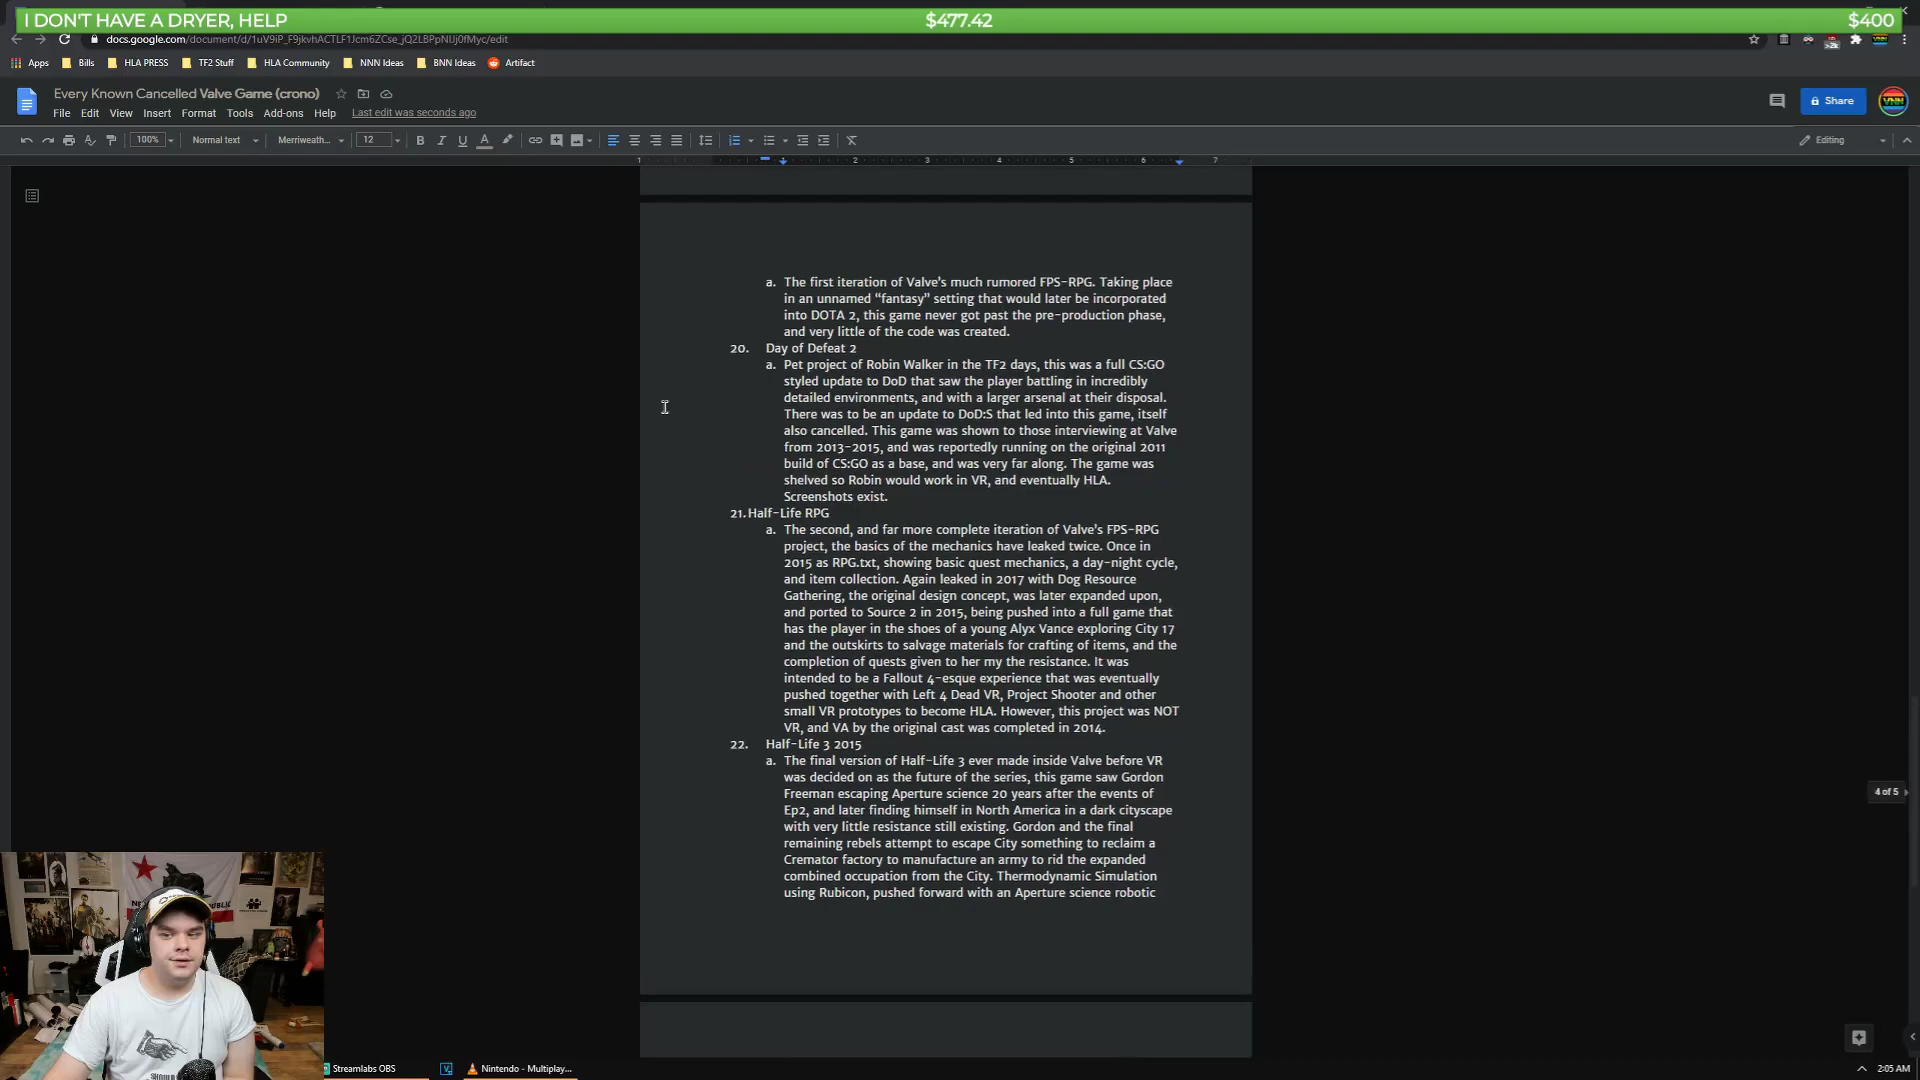 I DON'T HAVE A DRYER, HELP $477.42 $400
docs.google.com/document/d/1uV9iP_F9jkvhACTLF1Jcm6ZCse_jQ2LBPpNlJj0fMyc/edit
Apps Bills HLA PRESS TF2 Stuff HLA Community NNN Ideas BNN Ideas Artifact
Every Known Cancelled Valve Game (crono)
File Edit View Insert Format Tools Add-ons Help Last edit was seconds ago
Share
VNN
100% Normal text Merriweath... 12 B I U A Editing
1 1 2 3 4 5 6 7
a. The first iteration of Valve's much rumored FPS-RPG. Taking place
in an unnamed “fantasy” setting that would later be incorporated
into DOTA 2, this game never got past the pre-production phase,
and very little of the code was created.
20. Day of Defeat 2
a. Pet project of Robin Walker in the TF2 days, this was a full CS:GO
styled update to DoD that saw the player battling in incredibly
detailed environments, and with a larger arsenal at their disposal.
There was to be an update to DoD:S that led into this game, itself
also cancelled. This game was shown to those interviewing at Valve
from 2013-2015, and was reportedly running on the original 2011
build of CS:GO as a base, and was very far along. The game was
shelved so Robin would work in VR, and eventually HLA.
Screenshots exist.
21. Half-Life RPG
a. The second, and far more complete iteration of Valve's FPS-RPG
project, the basics of the mechanics have leaked twice. Once in
2015 as RPG.txt, showing basic quest mechanics, a day-night cycle,
and item collection. Again leaked in 2017 with Dog Resource
Gathering, the original design concept, was later expanded upon,
and ported to Source 2 in 2015, being pushed into a full game that
has the player in the shoes of a young Alyx Vance exploring City 17
and the outskirts to salvage materials for crafting of items, and the
completion of quests given to her my the resistance. It was
intended to be a Fallout 4-esque experience that was eventually
pushed together with Left 4 Dead VR, Project Shooter and other
small VR prototypes to become HLA. However, this project was NOT
VR, and VA by the original cast was completed in 2014.
22. Half-Life 3 2015
a. The final version of Half-Life 3 ever made inside Valve before VR
was decided on as the future of the series, this game saw Gordon
Freeman escaping Aperture science 20 years after the events of
Ep2, and later finding himself in North America in a dark cityscape
with very little resistance still existing. Gordon and the final
remaining rebels attempt to escape City something to reclaim a
Cremator factory to manufacture an army to rid the expanded
combined occupation from the City. Thermodynamic Simulation
using Rubicon, pushed forward with an Aperture science robotic
4 of 5
Streamlabs OBS Nintendo - Multiplay... 2:05 AM